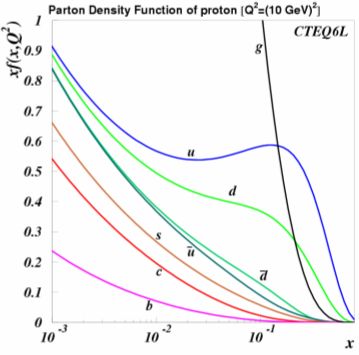 Parton Density Function of proton [Q²=(10 GeV)²]
xf(x,Q²)
CTEQ6L
1
0.9
0.8
0.7
0.6
0.5
0.4
0.3
0.2
0.1
0
g
u
d
s
u̅
c
d̅
b
10⁻³ 10⁻² 10⁻¹ x